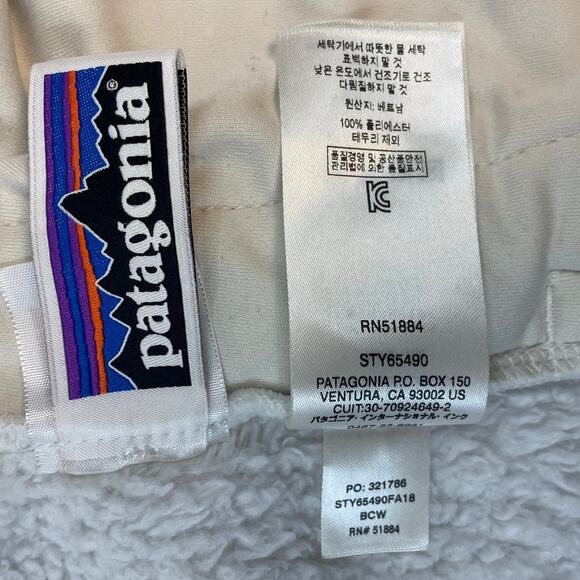 patagonia®
세탁기에서 따뜻한 물 세탁
표백하지 말 것
낮은 온도에서 건조기로 건조
다림질하지 말 것
원산지: 베트남
100% 폴리에스터
테두리 제외
품질경영 및 공산품안전
관리법에 의한 품질표시
RN51884
STY65490
PATAGONIA P.O. BOX 150
VENTURA, CA 93002 US
CUIT:30-70924649-2
パタゴニア・インターナショナル・インク
PO: 321786
STY65490FA18
BCW
RN# 51884